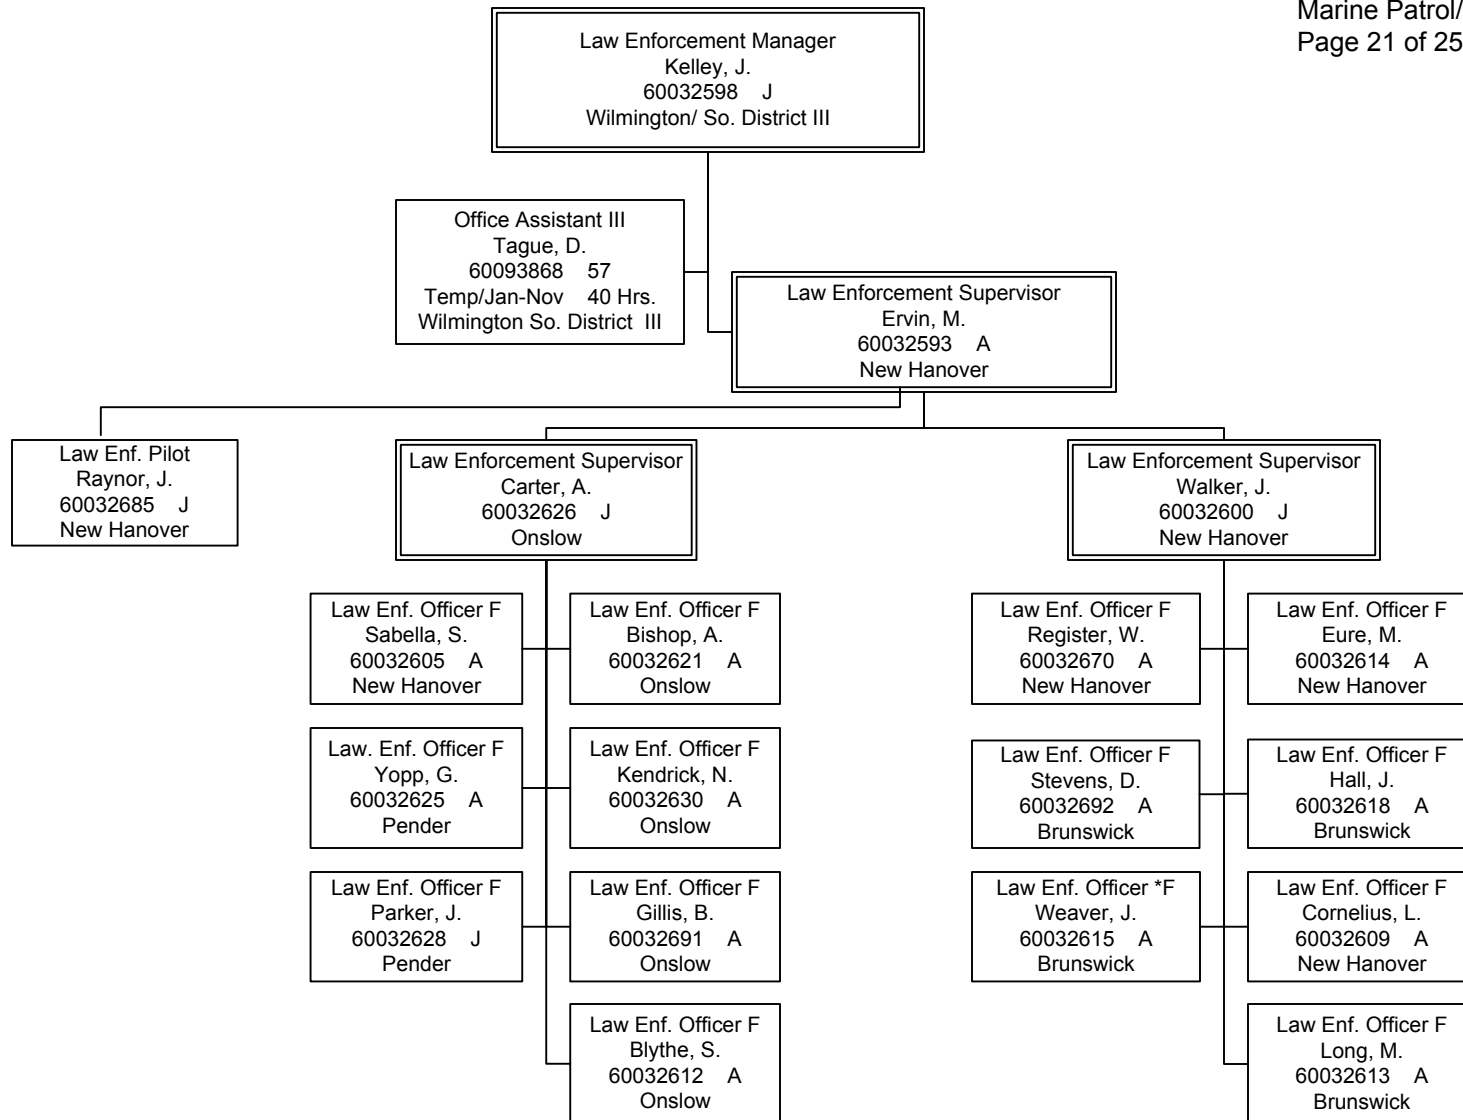 Marine Patrol/
Page 21 of 25
Law Enforcement Manager
Kelley, J.
60032598 J
Wilmington/ So. District III
Office Assistant III
Tague, D.
60093868 57
Temp/Jan-Nov 40 Hrs.
Wilmington So. District III
Law Enforcement Supervisor
Ervin, M.
60032593 A
New Hanover
Law Enf. Pilot
Raynor, J.
60032685 J
New Hanover
Law Enforcement Supervisor
Carter, A.
60032626 J
Onslow
Law Enforcement Supervisor
Walker, J.
60032600 J
New Hanover
Law Enf. Officer F
Sabella, S.
60032605 A
New Hanover
Law Enf. Officer F
Bishop, A.
60032621 A
Onslow
Law Enf. Officer F
Register, W.
60032670 A
New Hanover
Law Enf. Officer F
Eure, M.
60032614 A
New Hanover
Law. Enf. Officer F
Yopp, G.
60032625 A
Pender
Law Enf. Officer F
Kendrick, N.
60032630 A
Onslow
Law Enf. Officer F
Stevens, D.
60032692 A
Brunswick
Law Enf. Officer F
Hall, J.
60032618 A
Brunswick
Law Enf. Officer F
Parker, J.
60032628 J
Pender
Law Enf. Officer F
Gillis, B.
60032691 A
Onslow
Law Enf. Officer *F
Weaver, J.
60032615 A
Brunswick
Law Enf. Officer F
Cornelius, L.
60032609 A
New Hanover
Law Enf. Officer F
Blythe, S.
60032612 A
Onslow
Law Enf. Officer F
Long, M.
60032613 A
Brunswick